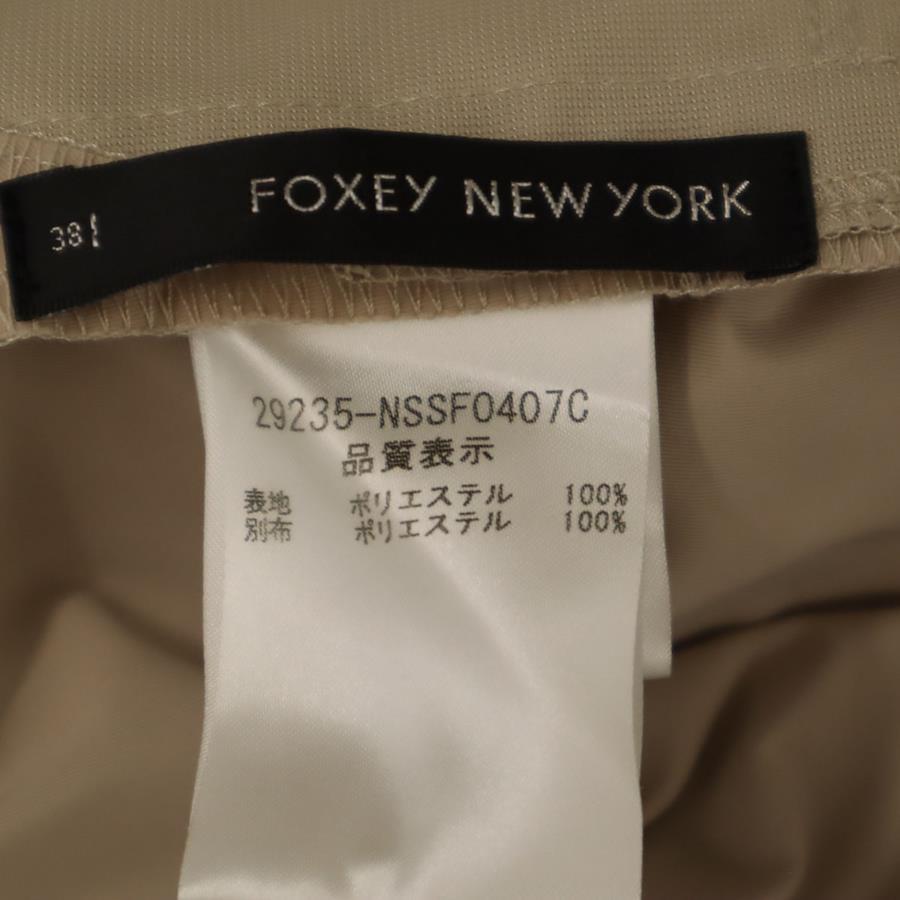 FOXEY NEW YORK
38
29235-NSSF0407C
品質表示
表地 ポリエステル 100%
別布 ポリエステル 100%